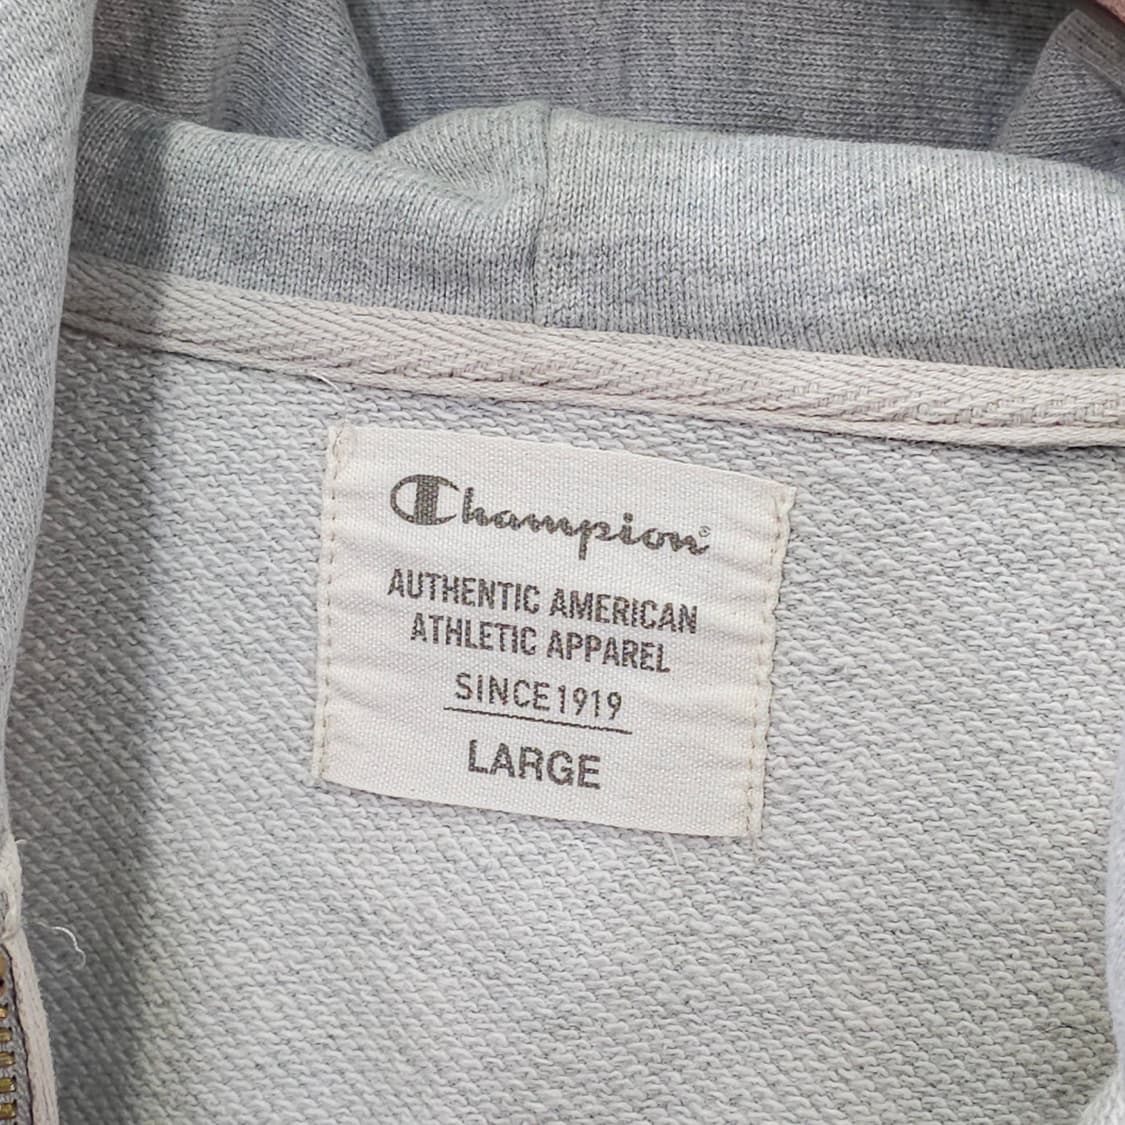 Champion®
AUTHENTIC AMERICAN
ATHLETIC APPAREL
SINCE 1919
LARGE